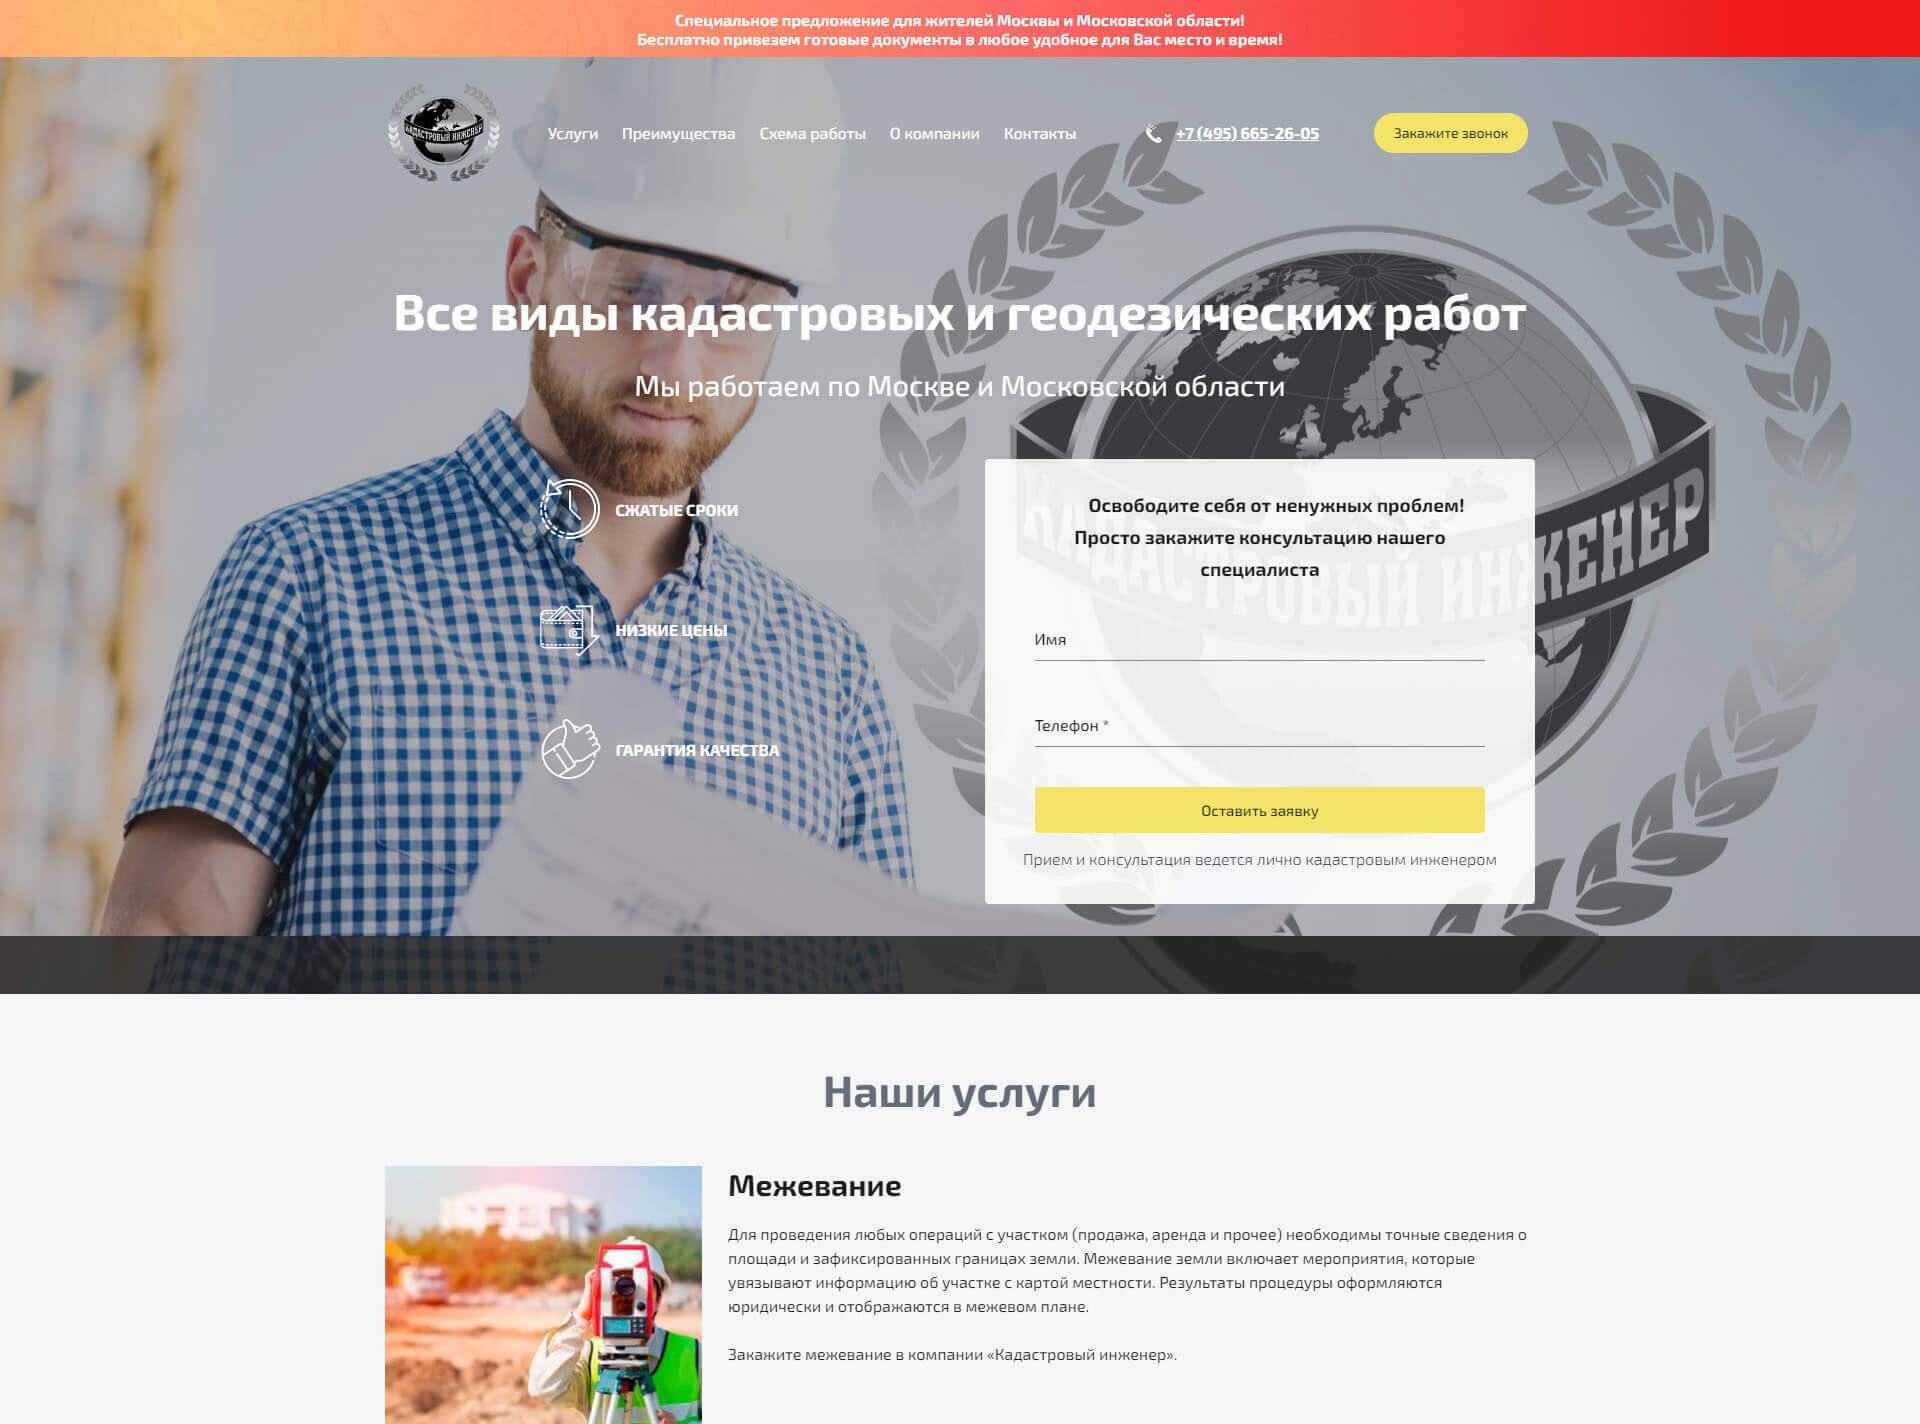 Специальное предложение для жителей Москвы и Московской области!
Бесплатно привезем готовые документы в любое удобное для Вас место и время!
КАДАСТРОВЫЙ ИНЖЕНЕР
Услуги
Преимущества
Схема работы
О компании
Контакты
+7 (495) 665-26-05
Закажите звонок
Все виды кадастровых и геодезических работ
Мы работаем по Москве и Московской области
СЖАТЫЕ СРОКИ
НИЗКИЕ ЦЕНЫ
ГАРАНТИЯ КАЧЕСТВА
КАДАСТРОВЫЙ ИНЖЕНЕР
Освободите себя от ненужных проблем!
Просто закажите консультацию нашего
специалиста
Имя
Телефон *
Оставить заявку
Прием и консультация ведется лично кадастровым инженером
Наши услуги
Межевание
Для проведения любых операций с участком (продажа, аренда и прочее) необходимы точные сведения о
площади и зафиксированных границах земли. Межевание земли включает мероприятия, которые
увязывают информацию об участке с картой местности. Результаты процедуры оформляются
юридически и отображаются в межевом плане.
Закажите межевание в компании «Кадастровый инженер».